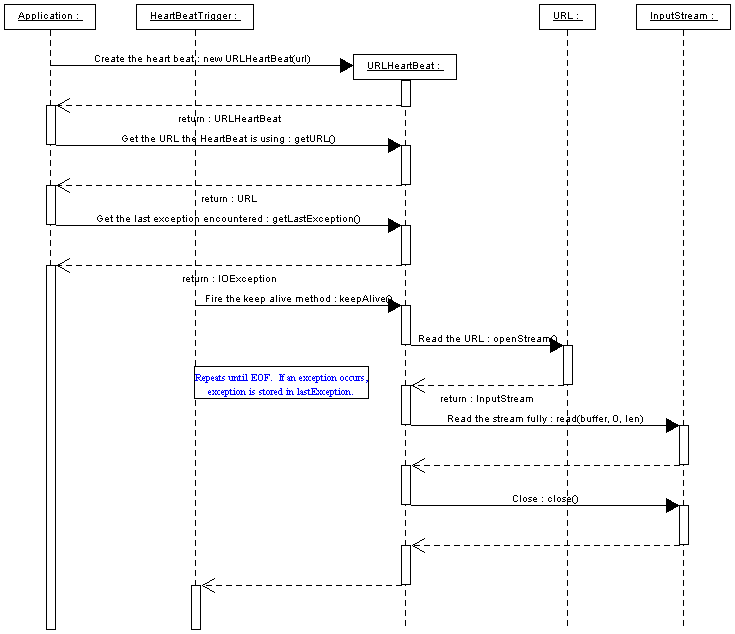 Application :
HeartBeatTrigger :
URL :
InputStream :
Create the heart beat : new URLHeartBeat(url)
URLHeartBeat :
return : URLHeartBeat
Get the URL the HeartBeat is using : getURL()
return : URL
Get the last exception encountered : getLastException()
return : IOException
Fire the keep alive method : keepAlive()
Read the URL : openStream()
Repeats until EOF. If an exception occurs,
exception is stored in lastException.
return : InputStream
Read the stream fully : read(buffer, 0, len)
Close : close()